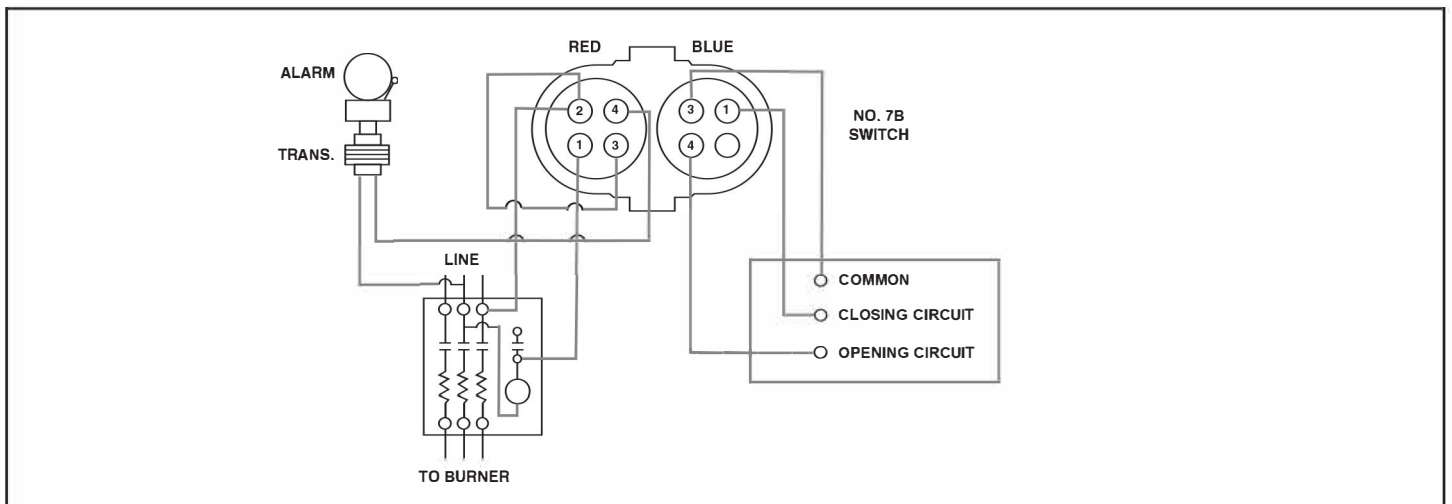 RED BLUE
ALARM
2 4 3 1
NO. 7B
SWITCH
1 3 4
TRANS.
LINE
COMMON
CLOSING CIRCUIT
OPENING CIRCUIT
TO BURNER